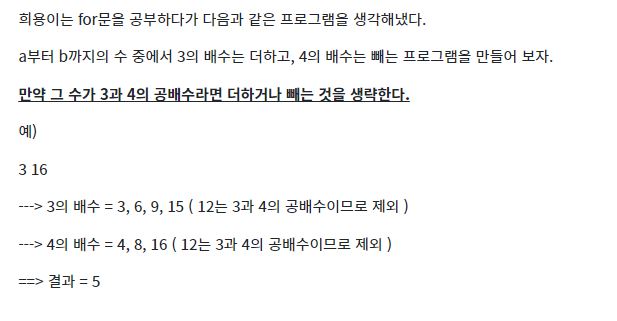 희용이는 for문을 공부하다가 다음과 같은 프로그램을 생각해냈다.
a부터 b까지의 수 중에서 3의 배수는 더하고, 4의 배수는 빼는 프로그램을 만들어 보자.
만약 그 수가 3과 4의 공배수라면 더하거나 빼는 것을 생략한다.
예)
3 16
---> 3의 배수 = 3, 6, 9, 15 ( 12는 3과 4의 공배수이므로 제외 )
---> 4의 배수 = 4, 8, 16 ( 12는 3과 4의 공배수이므로 제외 )
==> 결과 = 5